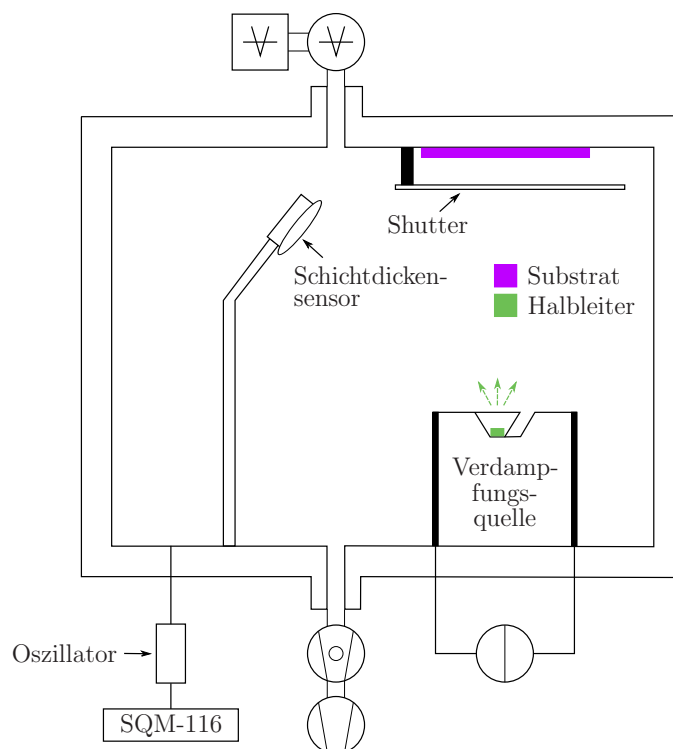 Shutter
Schichtdicken-
sensor
Substrat
Halbleiter
Verdamp-
fungs-
quelle
Oszillator
SQM-116